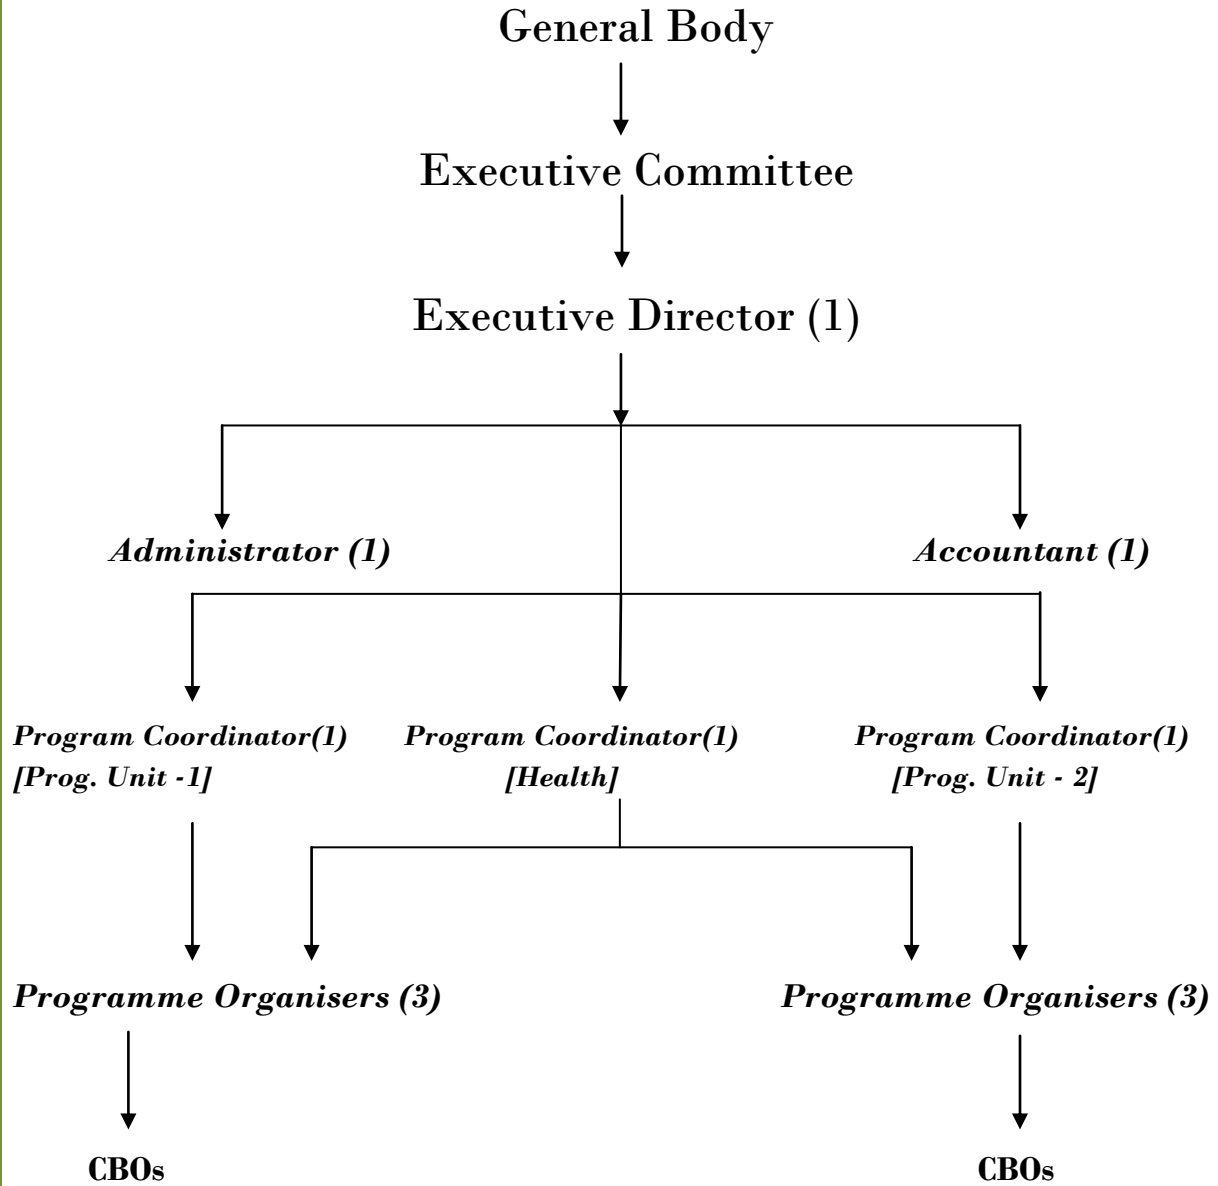 General Body
Executive Committee
Executive Director (1)
Administrator (1)
Accountant (1)
Program Coordinator(1)
[Prog. Unit -1]
Program Coordinator(1)
[Health]
Program Coordinator(1)
[Prog. Unit - 2]
Programme Organisers (3)
Programme Organisers (3)
CBOs
CBOs